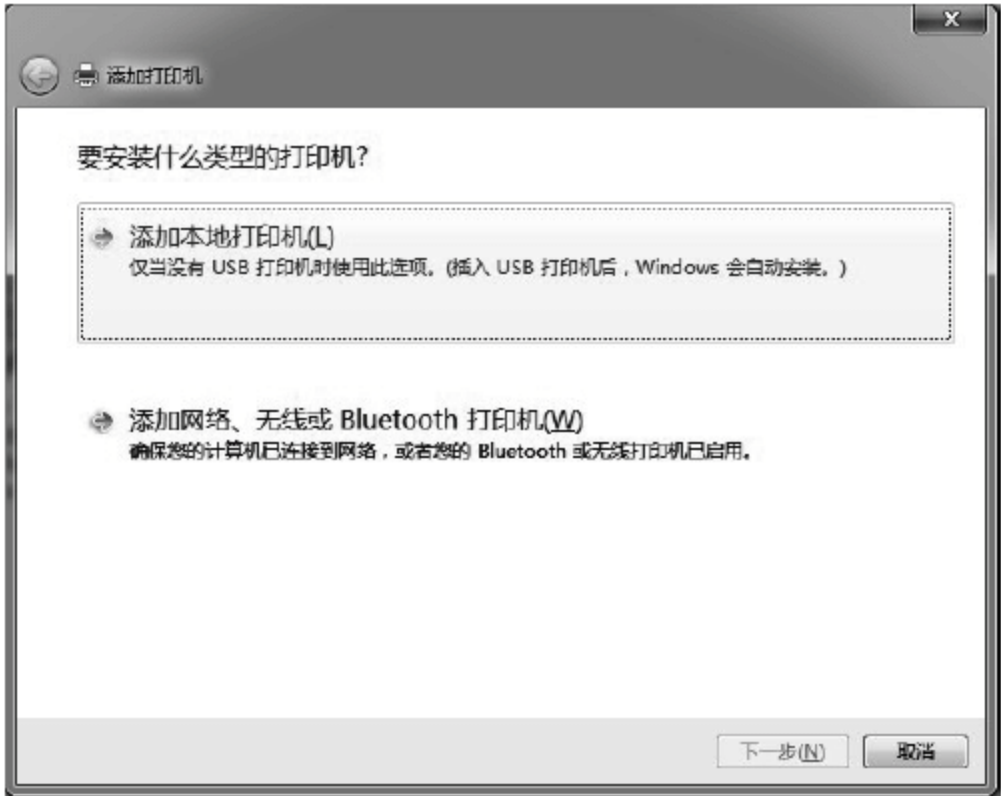 X
添加打印机
要安装什么类型的打印机?
添加本地打印机(L)
仅当没有 USB 打印机时使用此选项。(插入 USB 打印机后,Windows 会自动安装。)
添加网络、无线或 Bluetooth 打印机(W)
确保您的计算机已连接到网络,或者您的 Bluetooth 或无线打印机已启用。
下一步(N)
取消